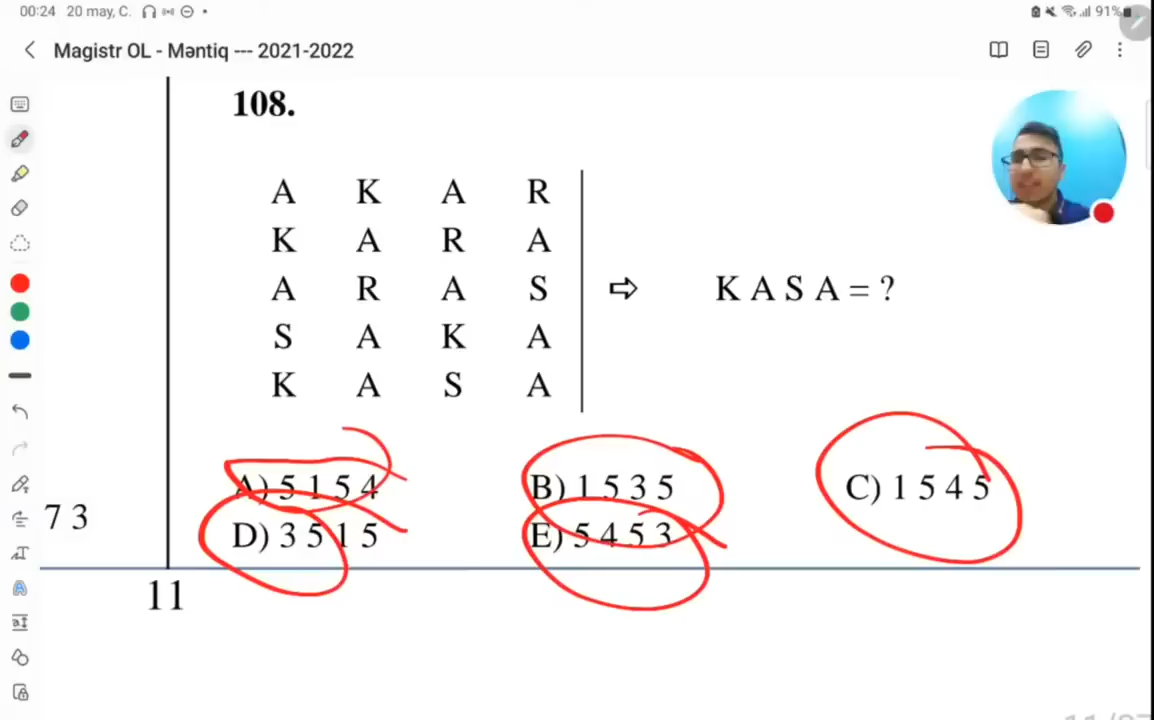 00:24 20 may, C.
91%
Magistr OL - Məntiq --- 2021-2022
108.
A K A R
K A R A
A R A S
S A K A
K A S A
⇨ K A S A = ?
A) 5 1 5 4 B) 1 5 3 5 C) 1 5 4 5
D) 3 5 1 5 E) 5 4 5 3
7 3
11